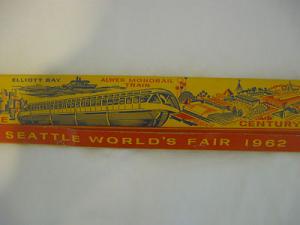 ELLIOTT BAY
ALWEG MONORAIL
TRAIN
CENTURY
SEATTLE WORLD'S FAIR 1962